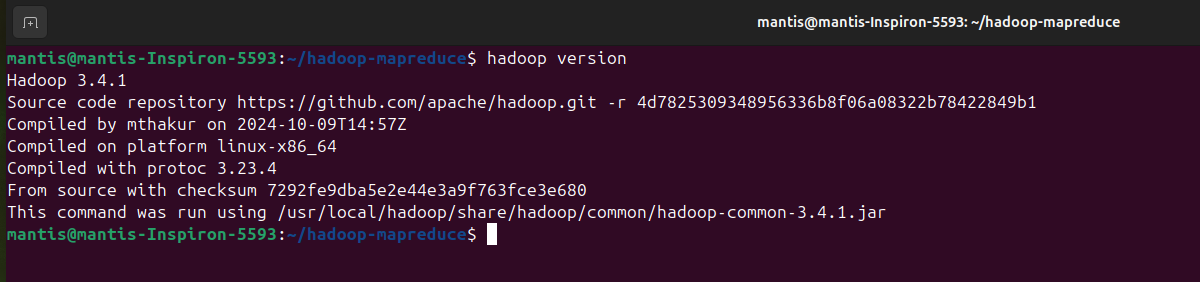 mantis@mantis-Inspiron-5593: ~/hadoop-mapreduce
mantis@mantis-Inspiron-5593:~/hadoop-mapreduce$ hadoop version
Hadoop 3.4.1
Source code repository https://github.com/apache/hadoop.git -r 4d7825309348956336b8f06a08322b78422849b1
Compiled by mthakur on 2024-10-09T14:57Z
Compiled on platform linux-x86_64
Compiled with protoc 3.23.4
From source with checksum 7292fe9dba5e2e44e3a9f763fce3e680
This command was run using /usr/local/hadoop/share/hadoop/common/hadoop-common-3.4.1.jar
mantis@mantis-Inspiron-5593:~/hadoop-mapreduce$